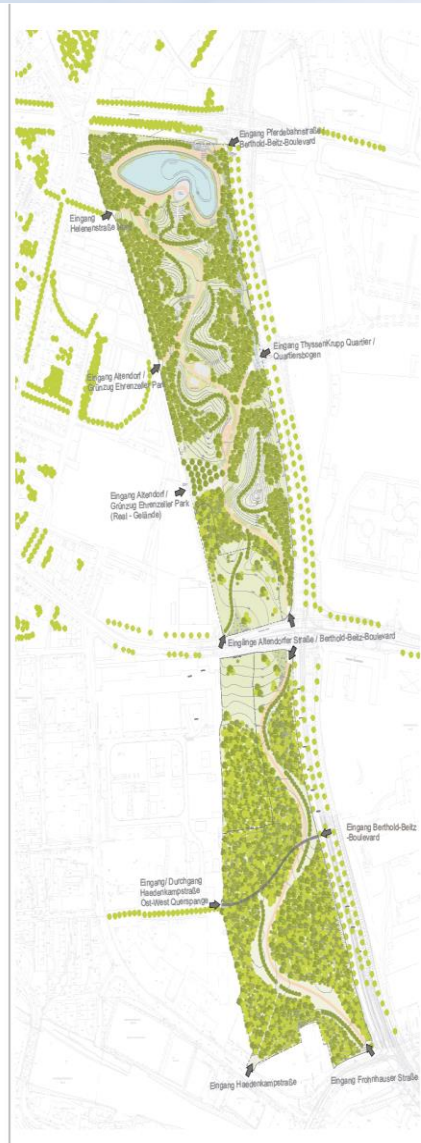 Eingang Pferdebahnstraße /
Berthold-Beitz-Boulevard
Eingang
Helenenstraße
Eingang ThyssenKrupp Quartier /
Quartiersbogen
Eingang Altendorf /
Grünzug Ehrenzeller Park
Eingang Altendorf /
Grünzug Ehrenzeller Park
(Real - Gelände)
Eingänge Altendorfer Straße / Berthold-Beitz-Boulevard
Eingang Berthold-Beitz
-Boulevard
Eingang/ Durchgang
Haedenkampstraße
Ost-West Querspange
Eingang Haedenkampstraße
Eingang Frohnhauser Straße